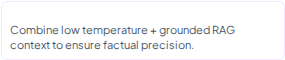 Combine low temperature + grounded RAG
context to ensure factual precision.